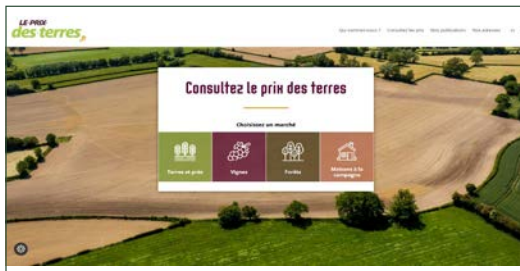 LE PRIX
des terres
Qui sommes-nous ? Consultez les prix Nos publications Nos adresses
Consultez le prix des terres
Choisissez un marché
Terres et prés
Vignes
Forêts
Maisons à la
campagne